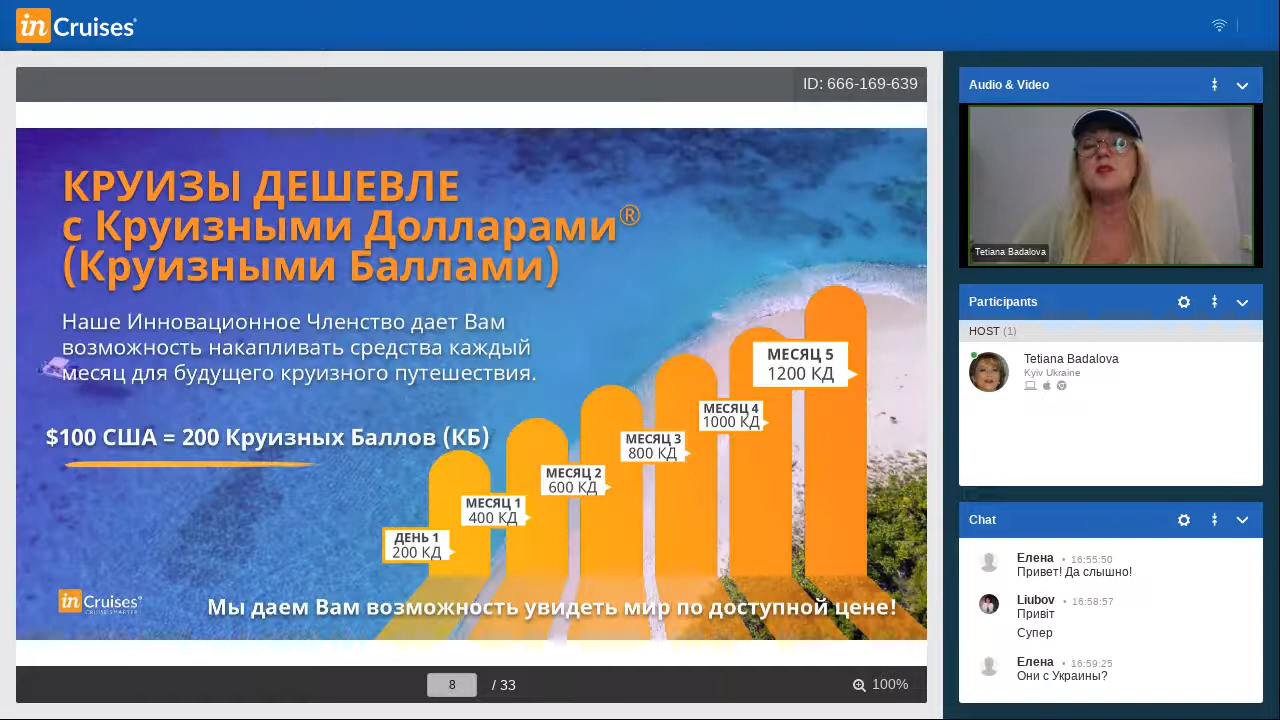 in Cruises®
ID: 666-169-639
КРУИЗЫ ДЕШЕВЛЕ
с Круизными Долларами®
(Круизными Баллами)
Наше Инновационное Членство дает Вам
возможность накапливать средства каждый
месяц для будущего круизного путешествия.
$100 США = 200 Круизных Баллов (КБ)
МЕСЯЦ 5
1200 КД
МЕСЯЦ 4
1000 КД
МЕСЯЦ 3
800 КД
МЕСЯЦ 2
600 КД
МЕСЯЦ 1
400 КД
ДЕНЬ 1
200 КД
in Cruises®
Мы даем Вам возможность увидеть мир по доступной цене!
8 / 33
100%
Audio & Video
Tetiana Badalova
Participants
HOST (1)
Tetiana Badalova
Kyiv Ukraine
Chat
Елена • 16:55:50
Привет! Да слышно!
Liubov • 16:58:57
Привіт
Супер
Елена • 16:59:25
Они с Украины?